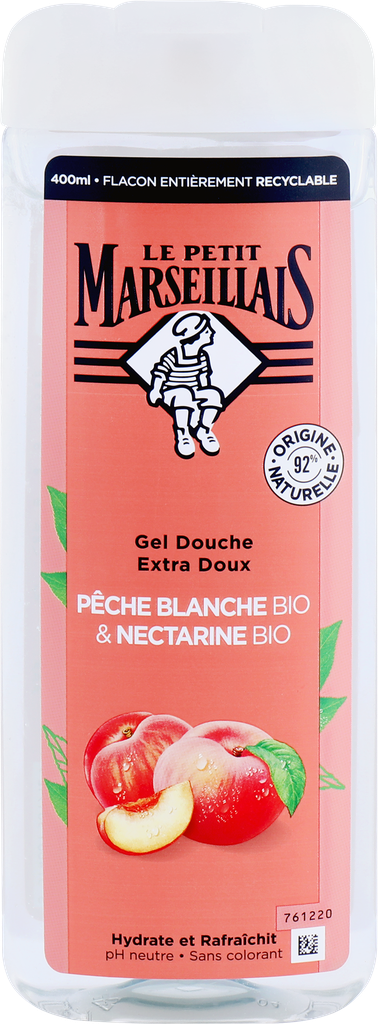 400ml • FLACON ENTIÈREMENT RECYCLABLE
LE PETIT
MARSEILLAIS
ORIGINE
92%
NATURELLE
Gel Douche
Extra Doux
PÊCHE BLANCHE BIO
& NECTARINE BIO
761220
Hydrate et Rafraîchit
pH neutre • Sans colorant